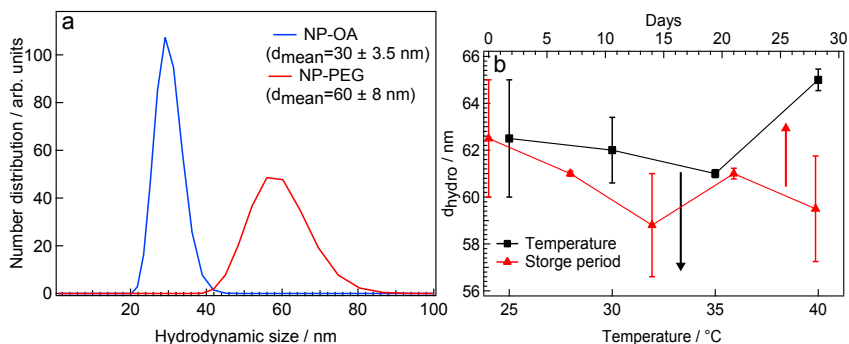 a
NP-OA
(dmean=30 ± 3.5 nm)
NP-PEG
(dmean=60 ± 8 nm)
Number distribution / arb. units
100
80
60
40
20
0
0 20 40 60 80 100
Hydrodynamic size / nm
Days
0 5 10 15 20 25 30
b
dhydro / nm
66
64
62
60
58
56
Temperature
Storge period
25 30 35 40
Temperature / °C